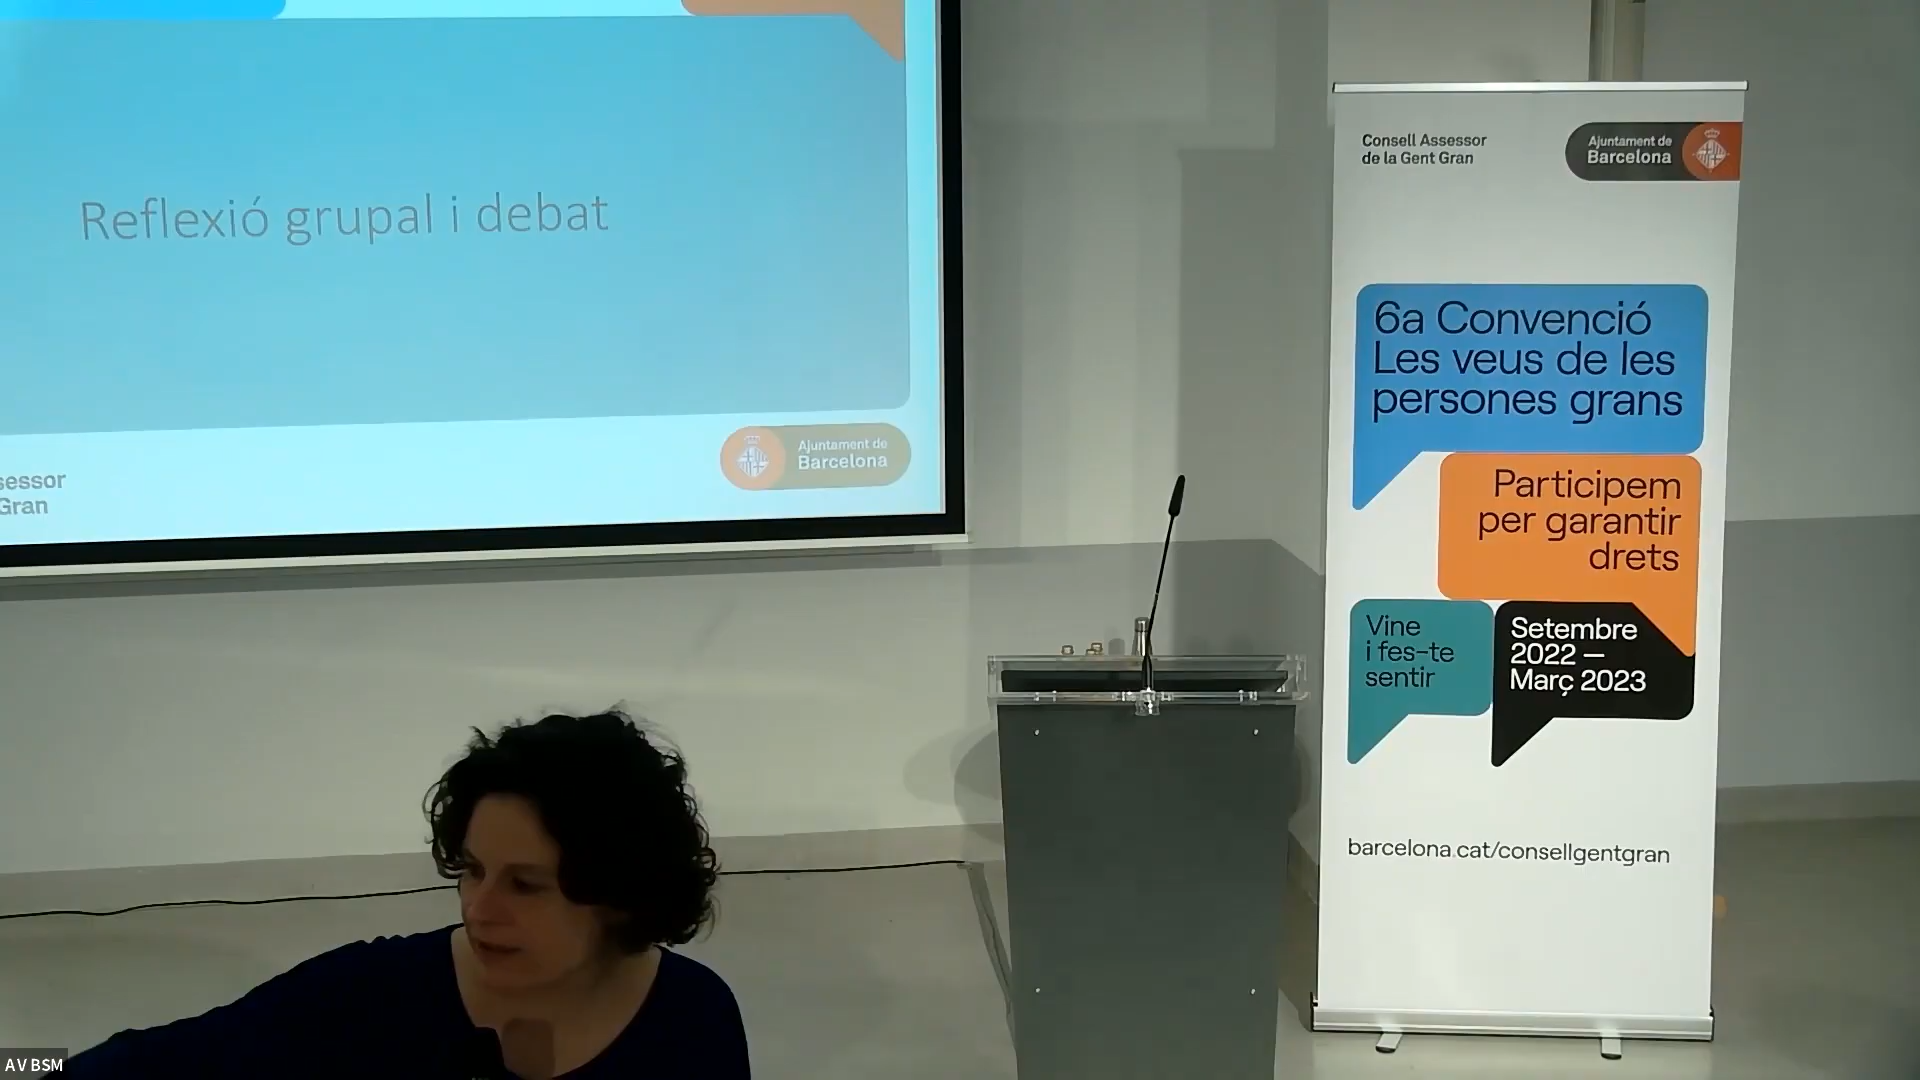 Reflexió grupal i debat
Ajuntament de
Barcelona
Gran
Consell Assessor
de la Gent Gran
Ajuntament de
Barcelona
6a Convenció
Les veus de les
persones grans
Participem
per garantir
drets
Vine
i fes-te
sentir
Setembre
2022 —
Març 2023
barcelona.cat/consellgentgran
AV BSM